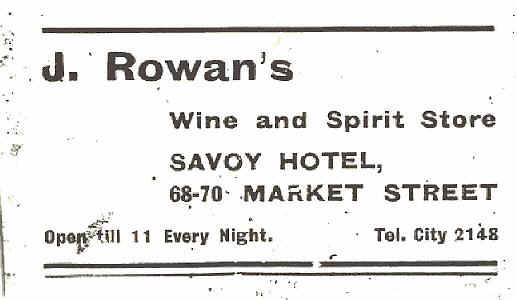 J. Rowan's
Wine and Spirit Store
SAVOY HOTEL,
68-70 MARKET STREET
Open till 11 Every Night. Tel. City 2148